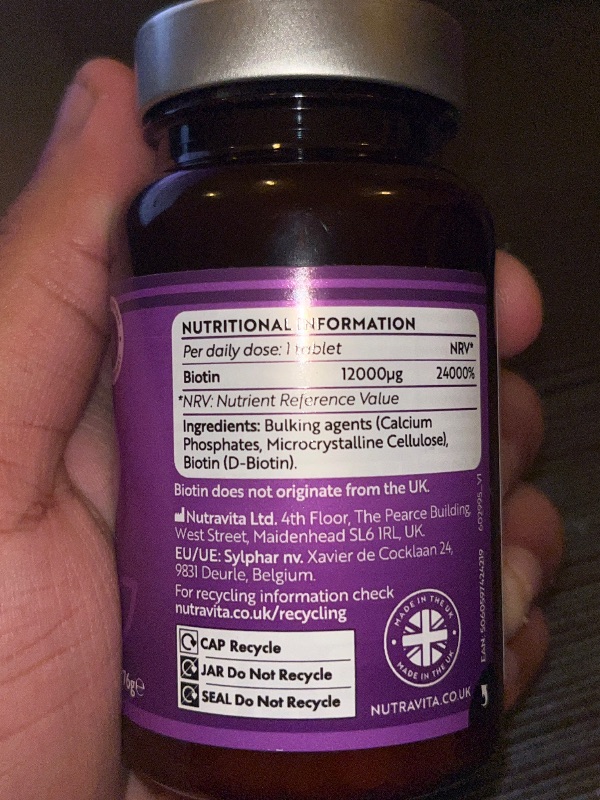 NUTRITIONAL INFORMATION
Per daily dose: 1 tablet NRV*
Biotin 12000µg 24000%
*NRV: Nutrient Reference Value
Ingredients: Bulking agents (Calcium
Phosphates, Microcrystalline Cellulose),
Biotin (D-Biotin).
Biotin does not originate from the UK.
Nutravita Ltd. 4th Floor, The Pearce Building,
West Street, Maidenhead SL6 1RL, UK.
EU/UE: Sylphar nv. Xavier de Cocklaan 24,
9831 Deurle, Belgium.
For recycling information check
nutravita.co.uk/recycling
CAP Recycle
JAR Do Not Recycle
SEAL Do Not Recycle
MADE IN THE UK
MADE IN THE UK
NUTRAVITA.CO.UK
76g℮